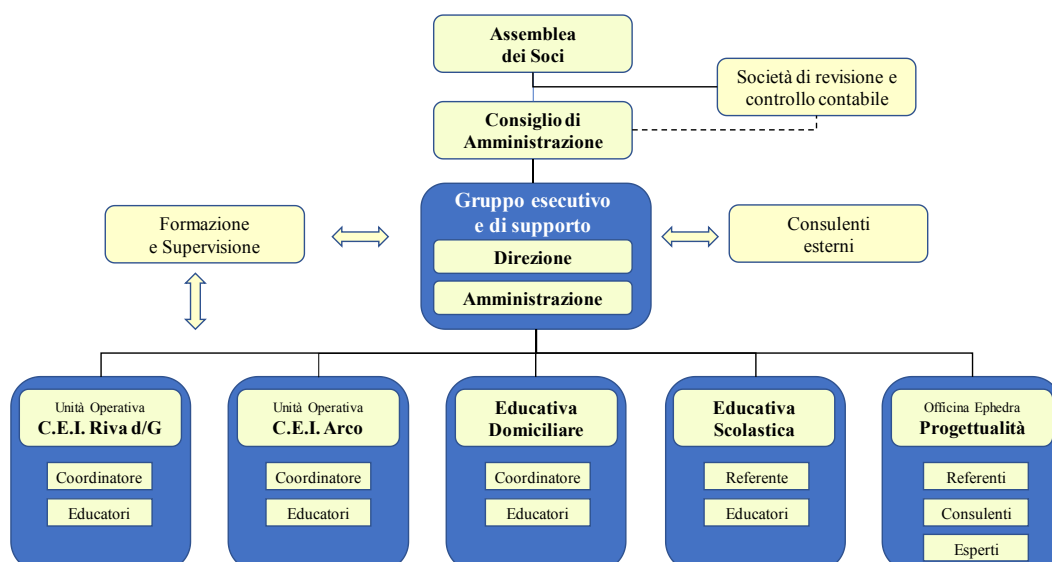 Assemblea
dei Soci
Società di revisione e
controllo contabile
Consiglio di
Amministrazione
Gruppo esecutivo
e di supporto
Formazione
e Supervisione
Consulenti
esterni
Direzione
Amministrazione
Unità Operativa
C.E.I. Riva d/G
Coordinatore
Educatori
Unità Operativa
C.E.I. Arco
Coordinatore
Educatori
Educativa
Domiciliare
Coordinatore
Educatori
Educativa
Scolastica
Referente
Educatori
Officina Ephedra
Progettualità
Referenti
Consulenti
Esperti